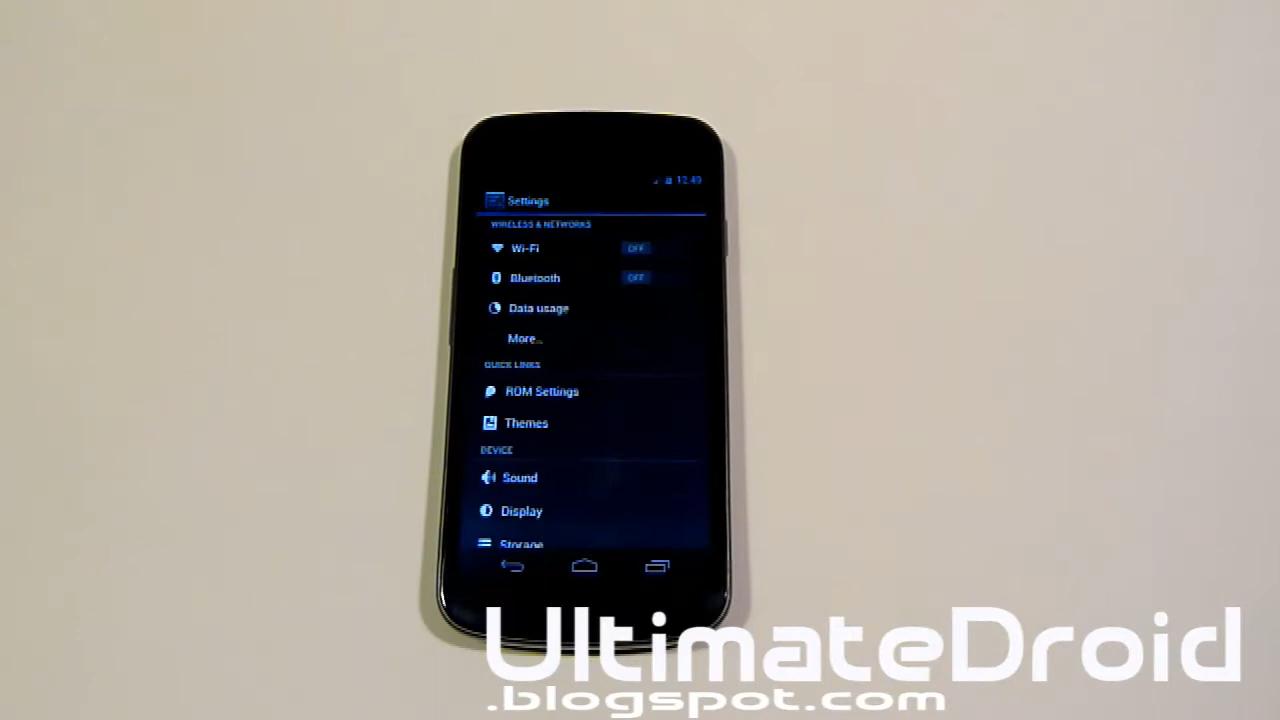 12:49
Settings
WIRELESS & NETWORKS
Wi-Fi OFF
Bluetooth OFF
Data usage
More...
QUICK LINKS
ROM Settings
Themes
DEVICE
Sound
Display
Storage
UltimateDroid
.blogspot.com